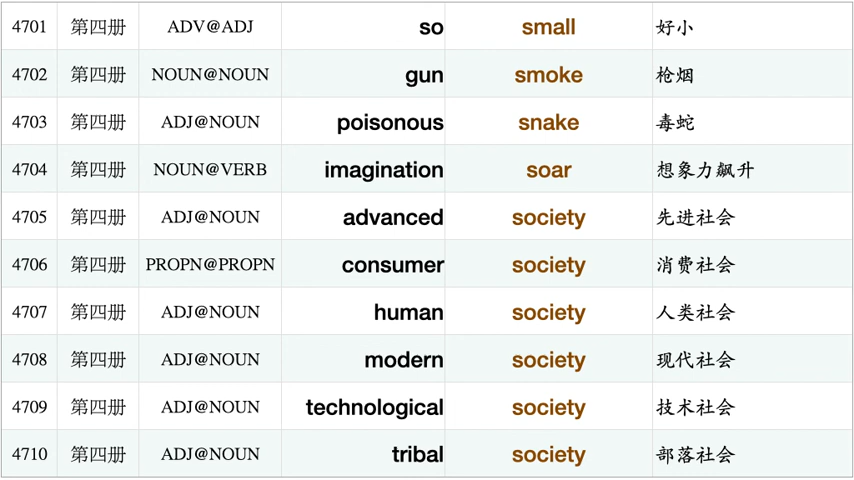 4701 第四册 ADV@ADJ so small 好小
4702 第四册 NOUN@NOUN gun smoke 枪烟
4703 第四册 ADJ@NOUN poisonous snake 毒蛇
4704 第四册 NOUN@VERB imagination soar 想象力飙升
4705 第四册 ADJ@NOUN advanced society 先进社会
4706 第四册 PROPN@PROPN consumer society 消费社会
4707 第四册 ADJ@NOUN human society 人类社会
4708 第四册 ADJ@NOUN modern society 现代社会
4709 第四册 ADJ@NOUN technological society 技术社会
4710 第四册 ADJ@NOUN tribal society 部落社会